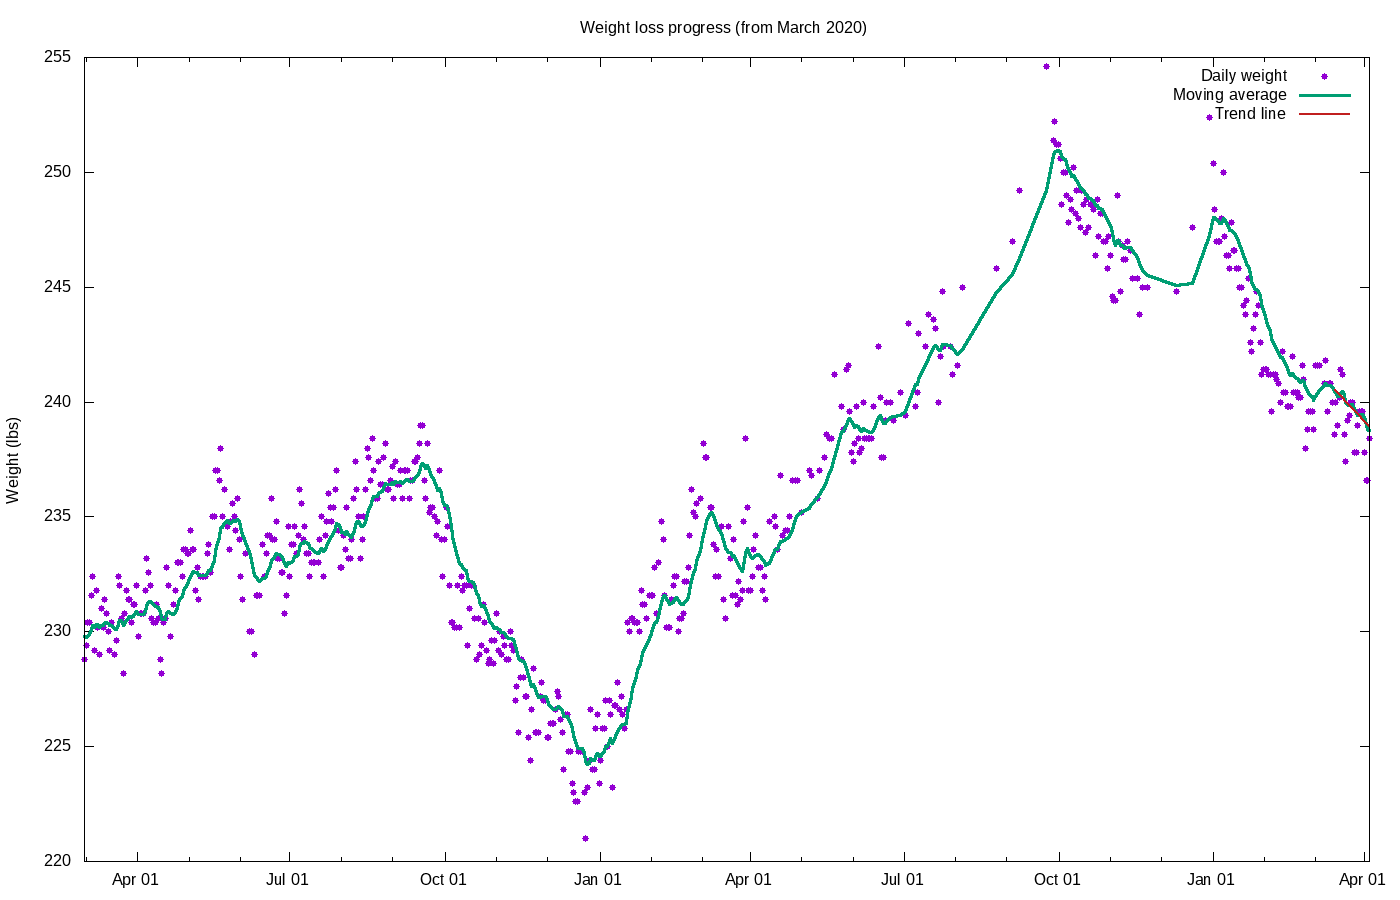 Weight loss progress (from March 2020)
Daily weight
Moving average
Trend line
Weight (lbs)
255
250
245
240
235
230
225
220
Apr 01
Jul 01
Oct 01
Jan 01
Apr 01
Jul 01
Oct 01
Jan 01
Apr 01